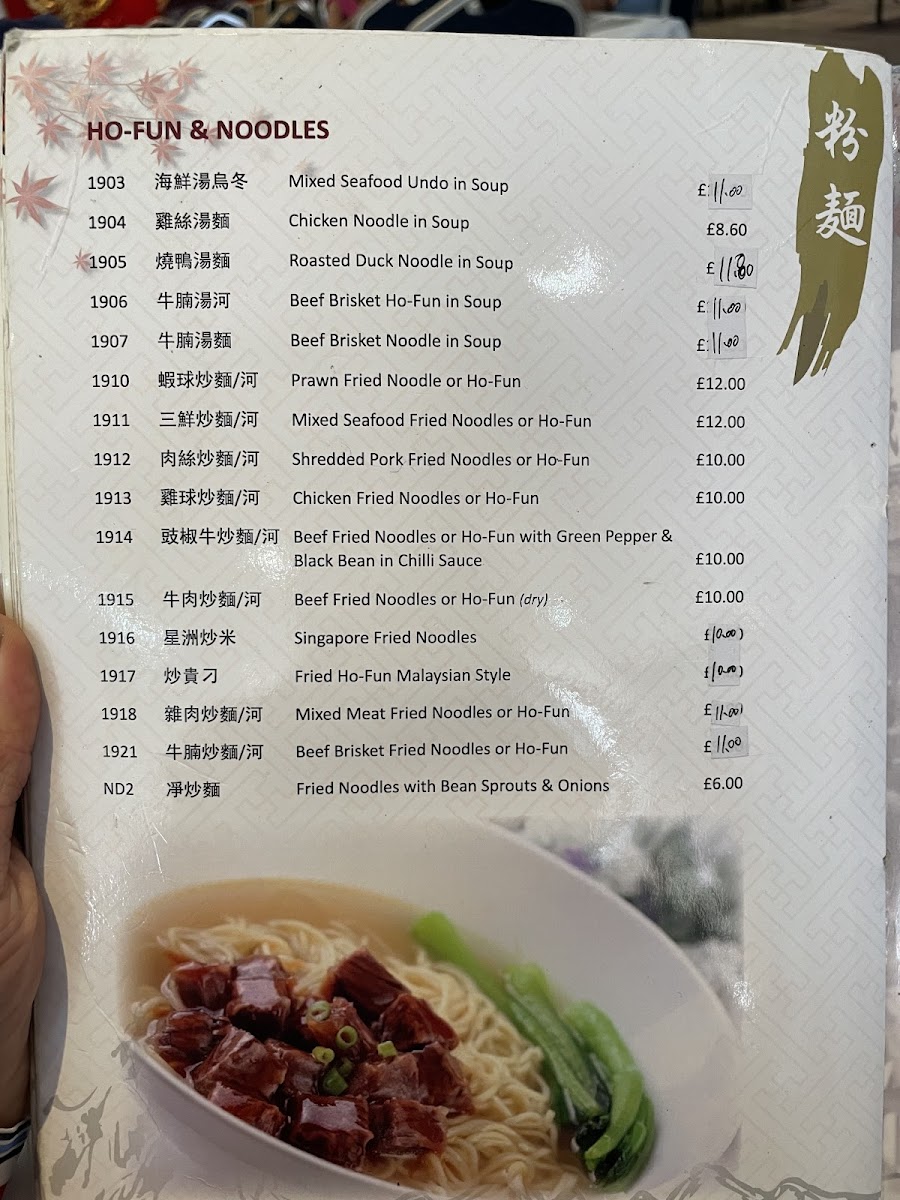 粉麵
HO-FUN & NOODLES
1903 海鮮湯烏冬 Mixed Seafood Undo in Soup £11.00
1904 雞絲湯麵 Chicken Noodle in Soup £8.60
1905 燒鴨湯麵 Roasted Duck Noodle in Soup £11.80
1906 牛腩湯河 Beef Brisket Ho-Fun in Soup £11.00
1907 牛腩湯麵 Beef Brisket Noodle in Soup £11.00
1910 蝦球炒麵/河 Prawn Fried Noodle or Ho-Fun £12.00
1911 三鮮炒麵/河 Mixed Seafood Fried Noodles or Ho-Fun £12.00
1912 肉絲炒麵/河 Shredded Pork Fried Noodles or Ho-Fun £10.00
1913 雞球炒麵/河 Chicken Fried Noodles or Ho-Fun £10.00
1914 豉椒牛炒麵/河 Beef Fried Noodles or Ho-Fun with Green Pepper &
Black Bean in Chilli Sauce £10.00
1915 牛肉炒麵/河 Beef Fried Noodles or Ho-Fun (dry) £10.00
1916 星洲炒米 Singapore Fried Noodles £10.00
1917 炒貴刁 Fried Ho-Fun Malaysian Style £10.00
1918 雜肉炒麵/河 Mixed Meat Fried Noodles or Ho-Fun £11.00
1921 牛腩炒麵/河 Beef Brisket Fried Noodles or Ho-Fun £11.00
ND2 凈炒麵 Fried Noodles with Bean Sprouts & Onions £6.00